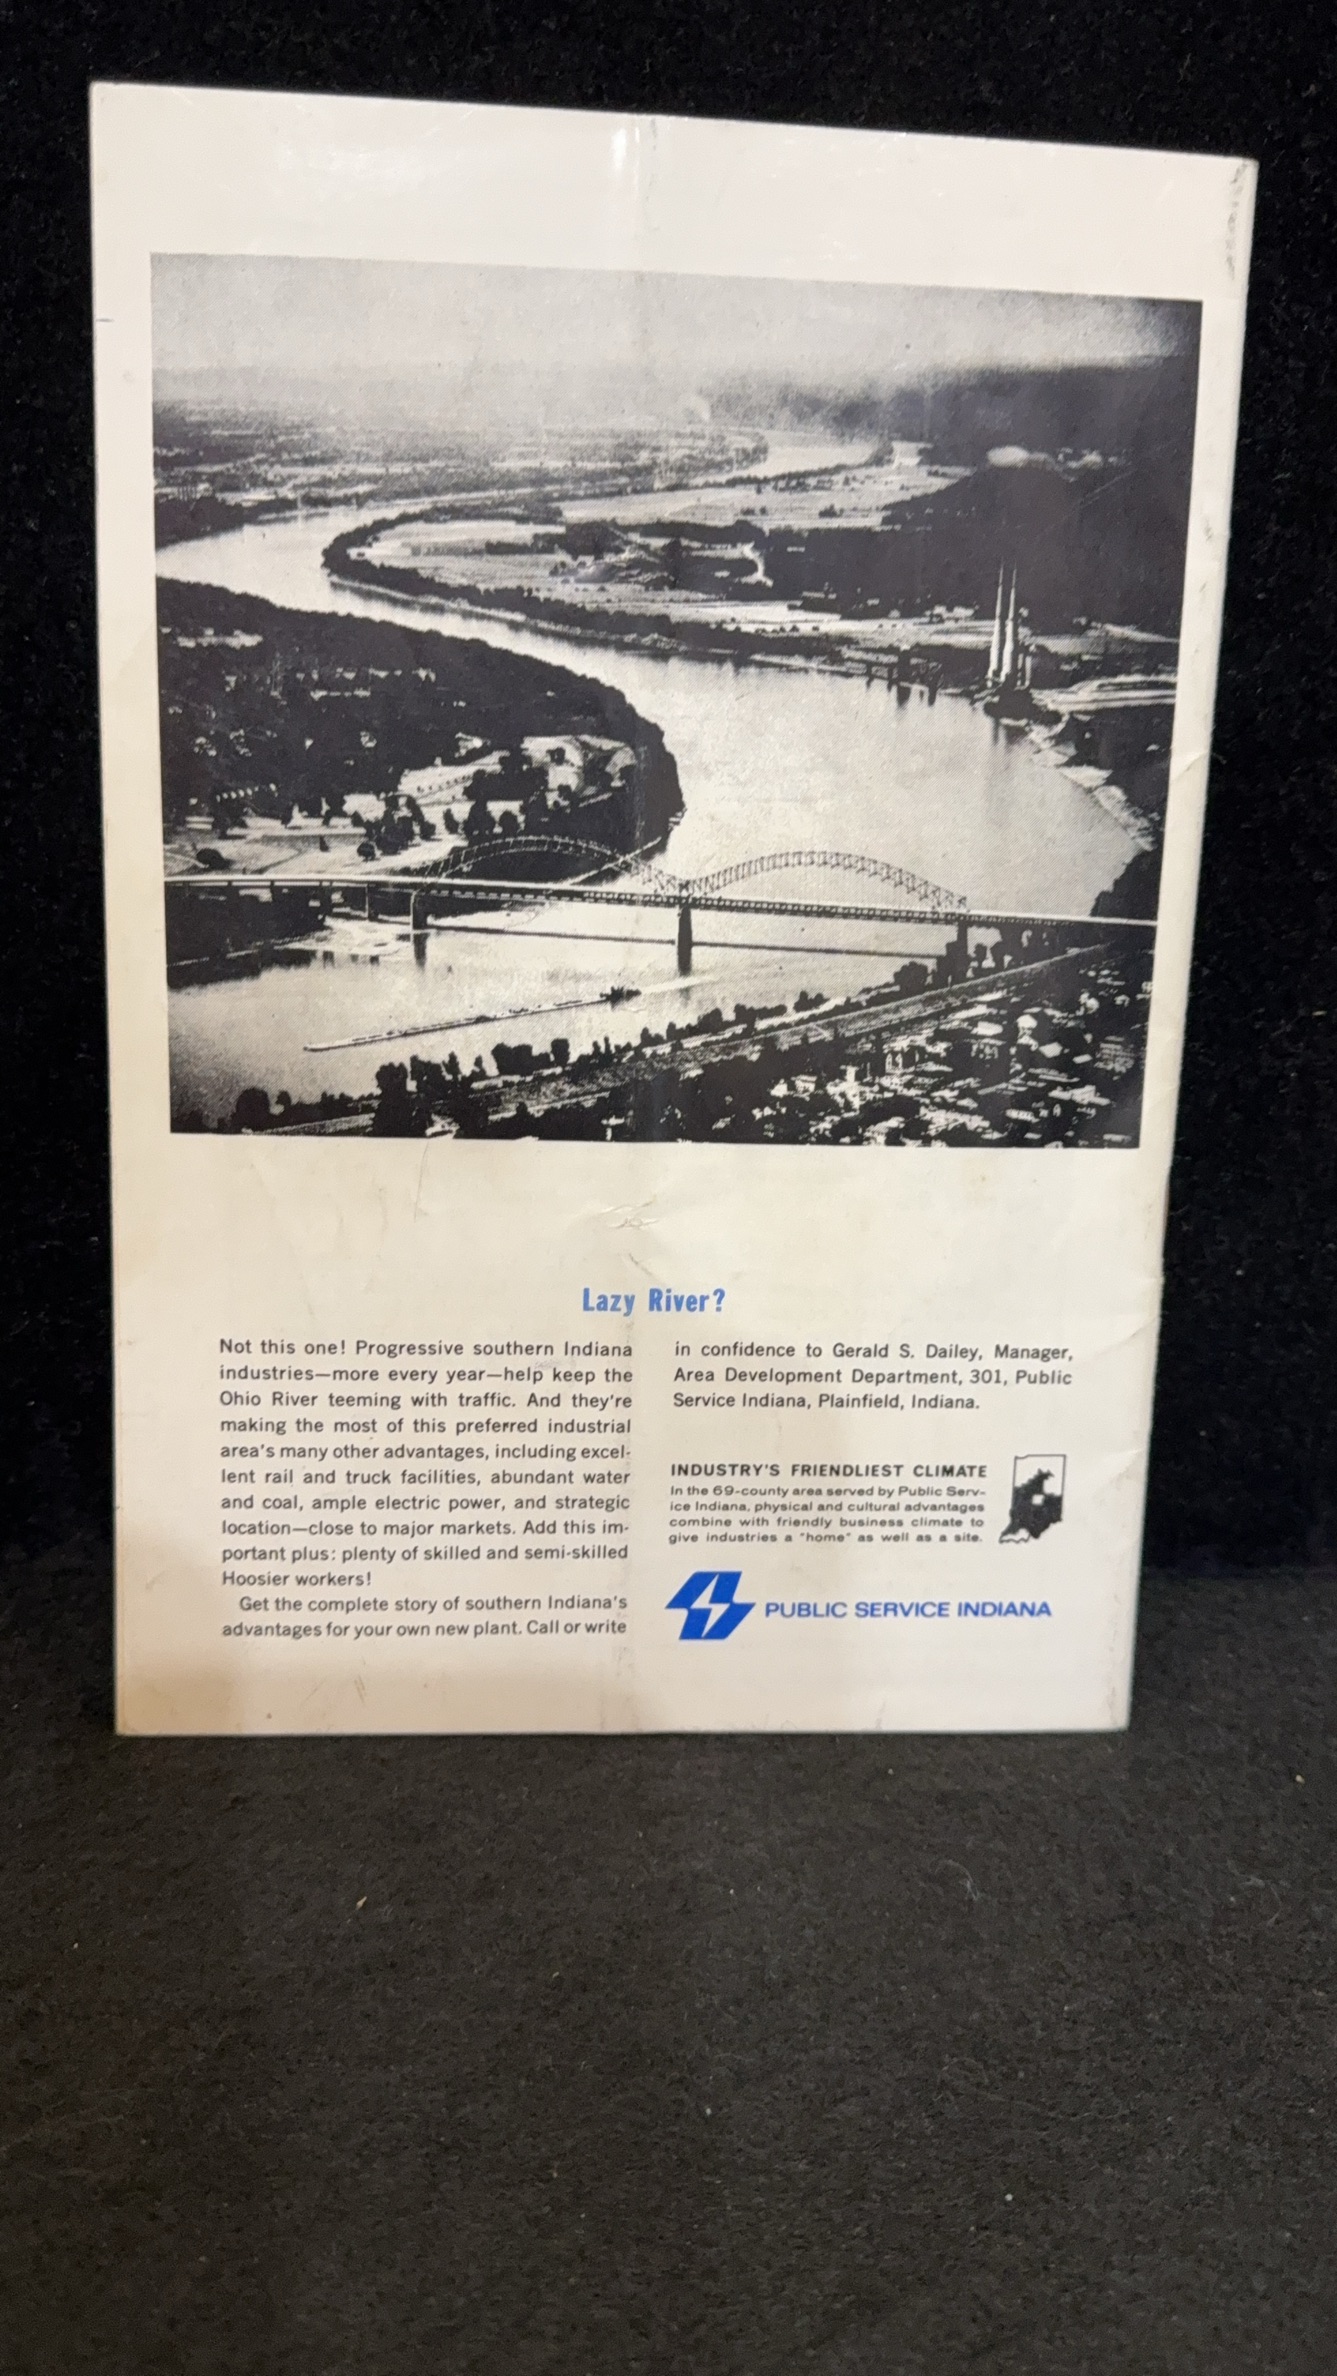 Lazy River?
Not this one! Progressive southern Indiana
industries—more every year—help keep the
Ohio River teeming with traffic. And they're
making the most of this preferred industrial
area's many other advantages, including excel-
lent rail and truck facilities, abundant water
and coal, ample electric power, and strategic
location—close to major markets. Add this im-
portant plus: plenty of skilled and semi-skilled
Hoosier workers!
Get the complete story of southern Indiana's
advantages for your own new plant. Call or write
in confidence to Gerald S. Dailey, Manager,
Area Development Department, 301, Public
Service Indiana, Plainfield, Indiana.
INDUSTRY'S FRIENDLIEST CLIMATE
In the 69-county area served by Public Serv-
ice Indiana, physical and cultural advantages
combine with friendly business climate to
give industries a "home" as well as a site.
PUBLIC SERVICE INDIANA